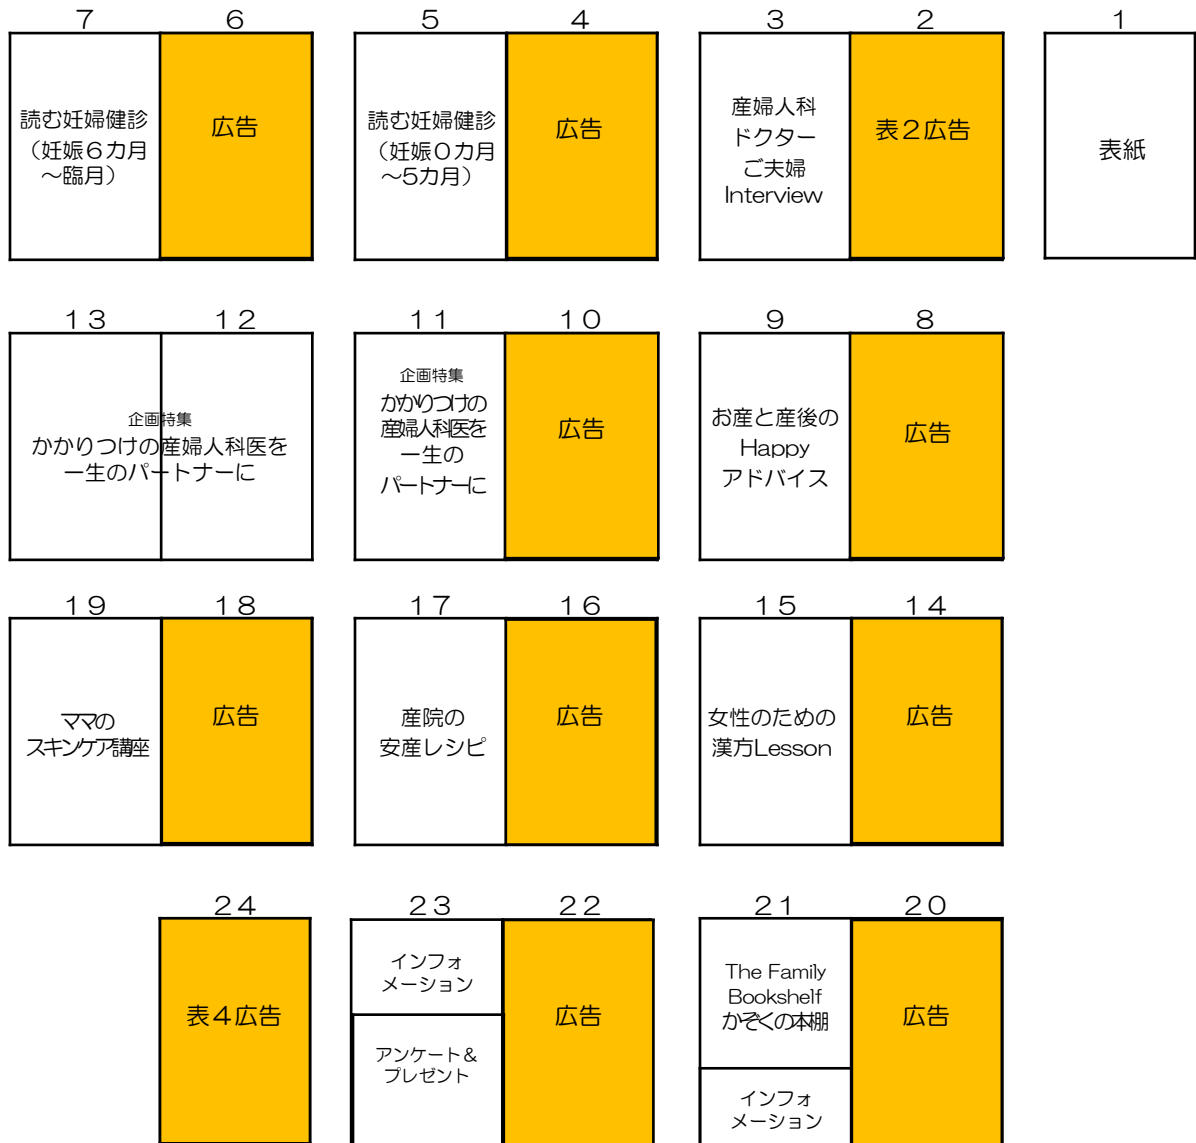 7
6
5
4
3
2
1
読む妊婦健診
（妊娠６カ月
～臨月）
広告
読む妊婦健診
（妊娠０カ月
～5カ月）
広告
産婦人科
ドクター
ご夫婦
Interview
表２広告
表紙
13
12
11
10
9
8
企画特集
かかりつけの産婦人科医を
一生のパートナーに
企画特集
かかりつけの
産婦人科医を
一生の
パートナーに
広告
お産と産後の
Happy
アドバイス
広告
19
18
17
16
15
14
ママの
スキンケア講座
広告
産院の
安産レシピ
広告
女性のための
漢方Lesson
広告
24
23
22
21
20
表４広告
インフォ
メーション
アンケート＆
プレゼント
広告
The Family
Bookshelf
かぞくの本棚
インフォ
メーション
広告